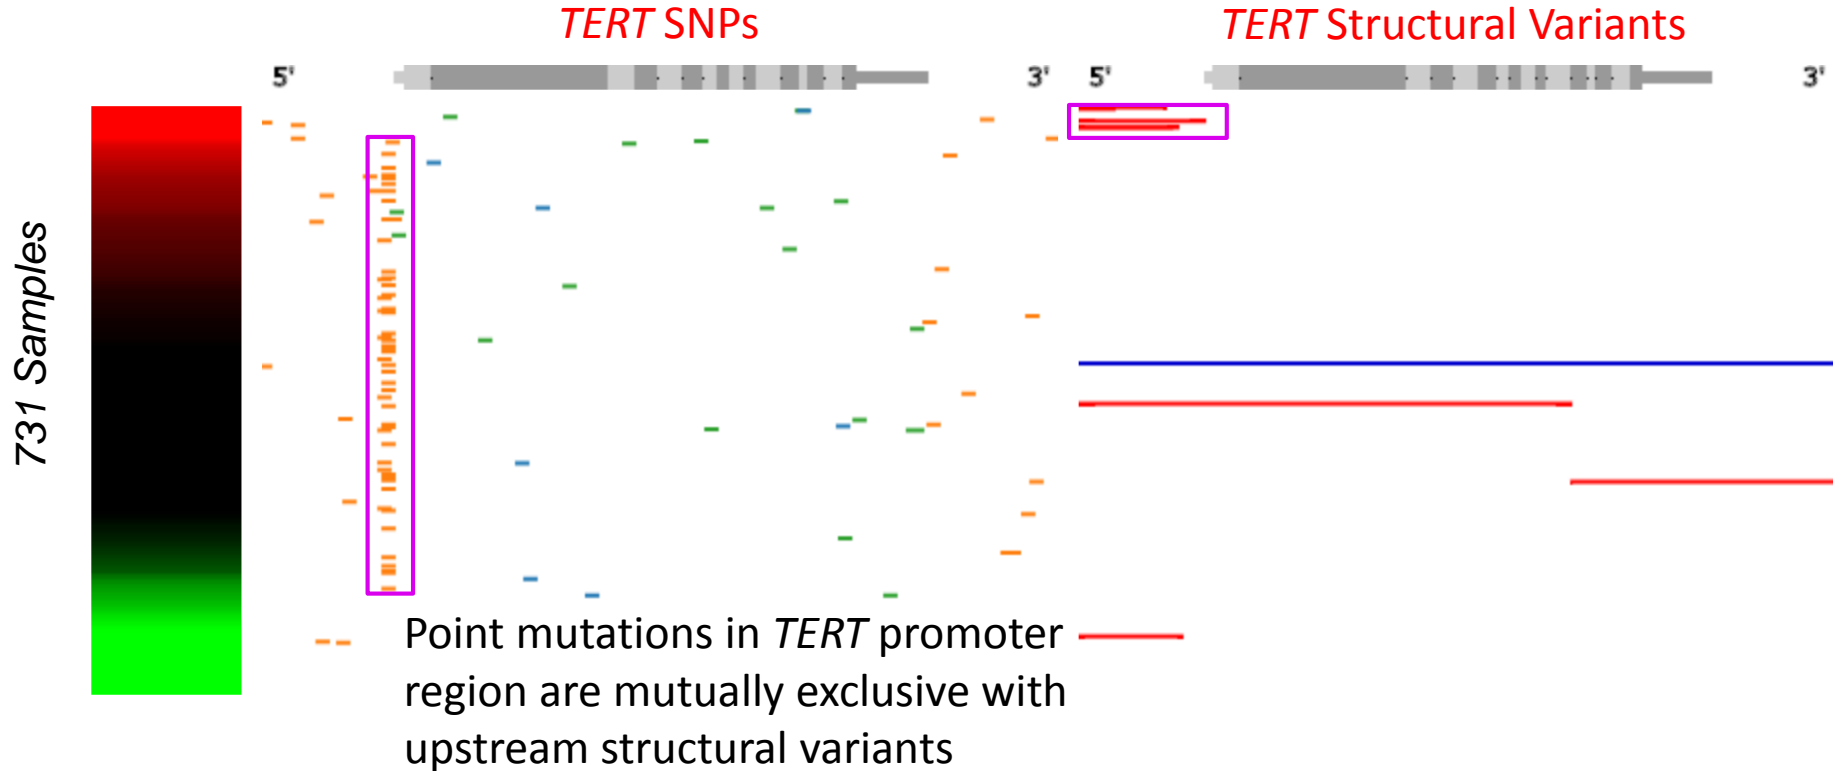 TERT SNPs
TERT Structural Variants
5'
3'
5'
3'
731 Samples
Point mutations in TERT promoter
region are mutually exclusive with
upstream structural variants